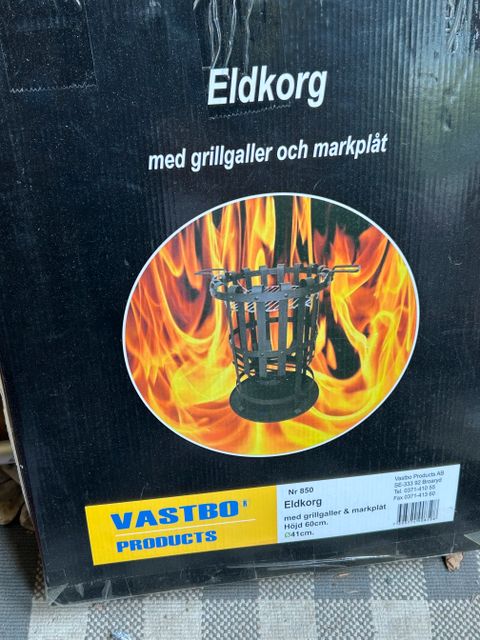 Eldkorg
med grillgaller och markplåt
VASTBO R
PRODUCTS
Nr 850
Eldkorg
med grillgaller & markplåt
Höjd 60cm.
Ø41cm.
Vastbo Products AB
SE-333 92 Broaryd
Tel. 0371-410 55
Fax 0371-413 60